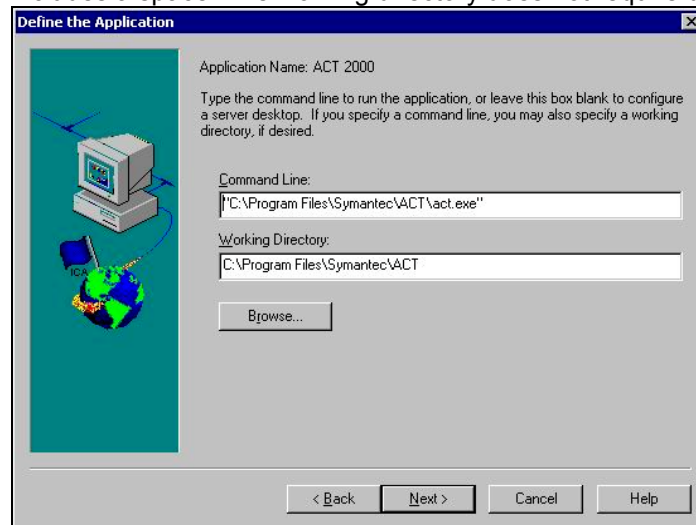 Define the Application
Application Name: ACT 2000
Type the command line to run the application, or leave this box blank to configure
a server desktop. If you specify a command line, you may also specify a working
directory, if desired.
Command Line:
"C:\Program Files\Symantec\ACT\act.exe"
Working Directory:
C:\Program Files\Symantec\ACT
Browse...
ICA
< Back Next > Cancel Help